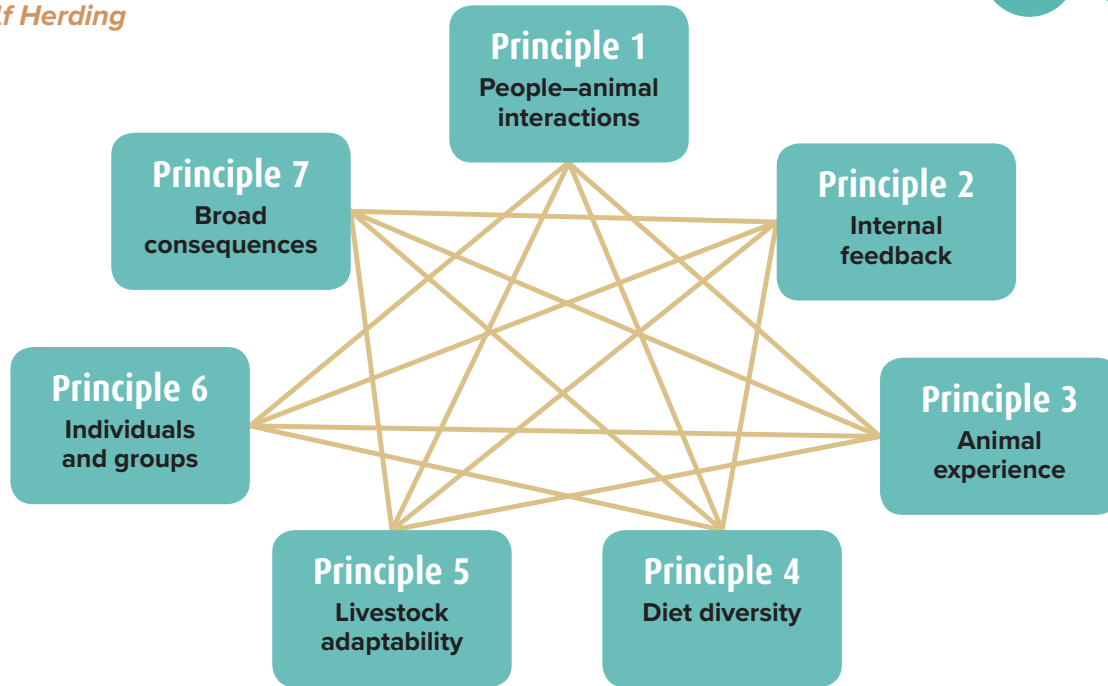 Herding
Principle 1
People–animal
interactions
Principle 2
Internal
feedback
Principle 3
Animal
experience
Principle 4
Diet diversity
Principle 5
Livestock
adaptability
Principle 6
Individuals
and groups
Principle 7
Broad
consequences